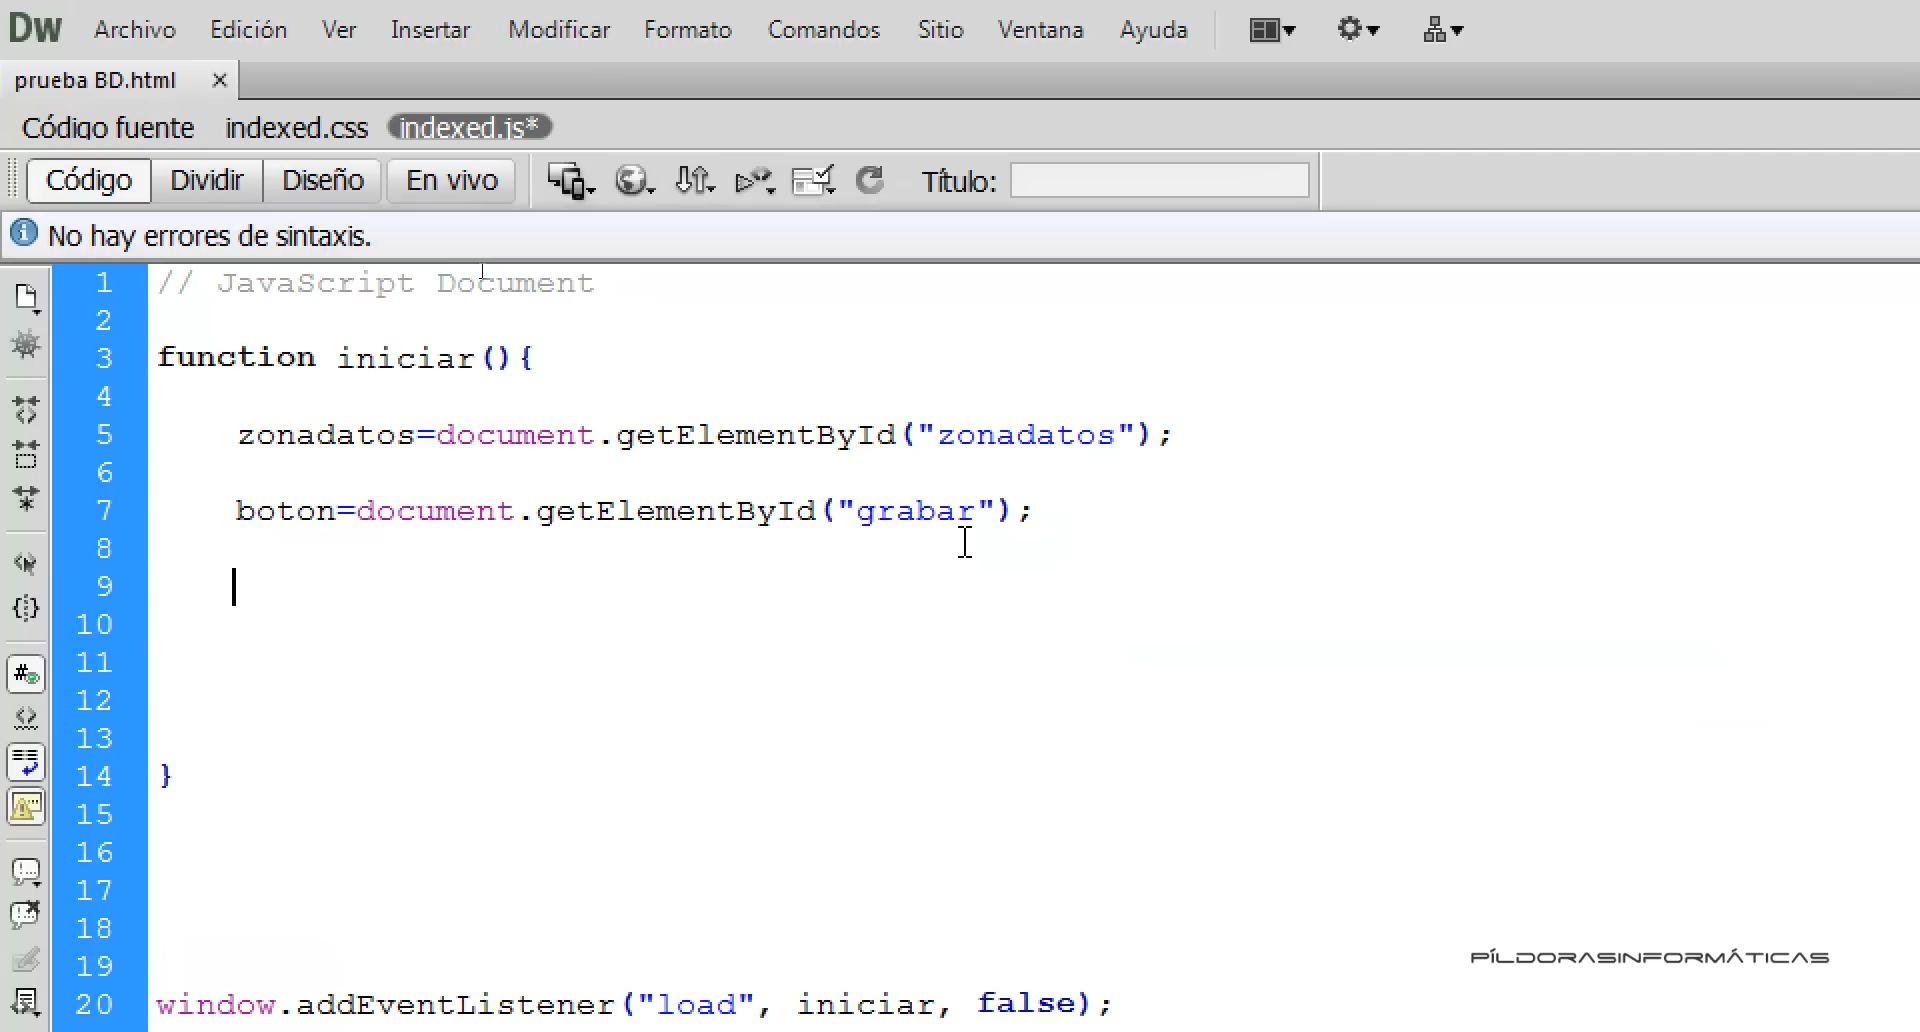 Dw Archivo Edición Ver Insertar Modificar Formato Comandos Sitio Ventana Ayuda
prueba BD.html
Código fuente indexed.css indexed.js*
Código Dividir Diseño En vivo Título:
No hay errores de sintaxis.
1 // JavaScript Document
2
3 function iniciar(){
4
5 zonadatos=document.getElementById("zonadatos");
6
7 boton=document.getElementById("grabar");
8
9
10
11
12
13
14 }
15
16
17
18
19
PÍLDORASINFORMÁTICAS
20 window.addEventListener("load", iniciar, false);